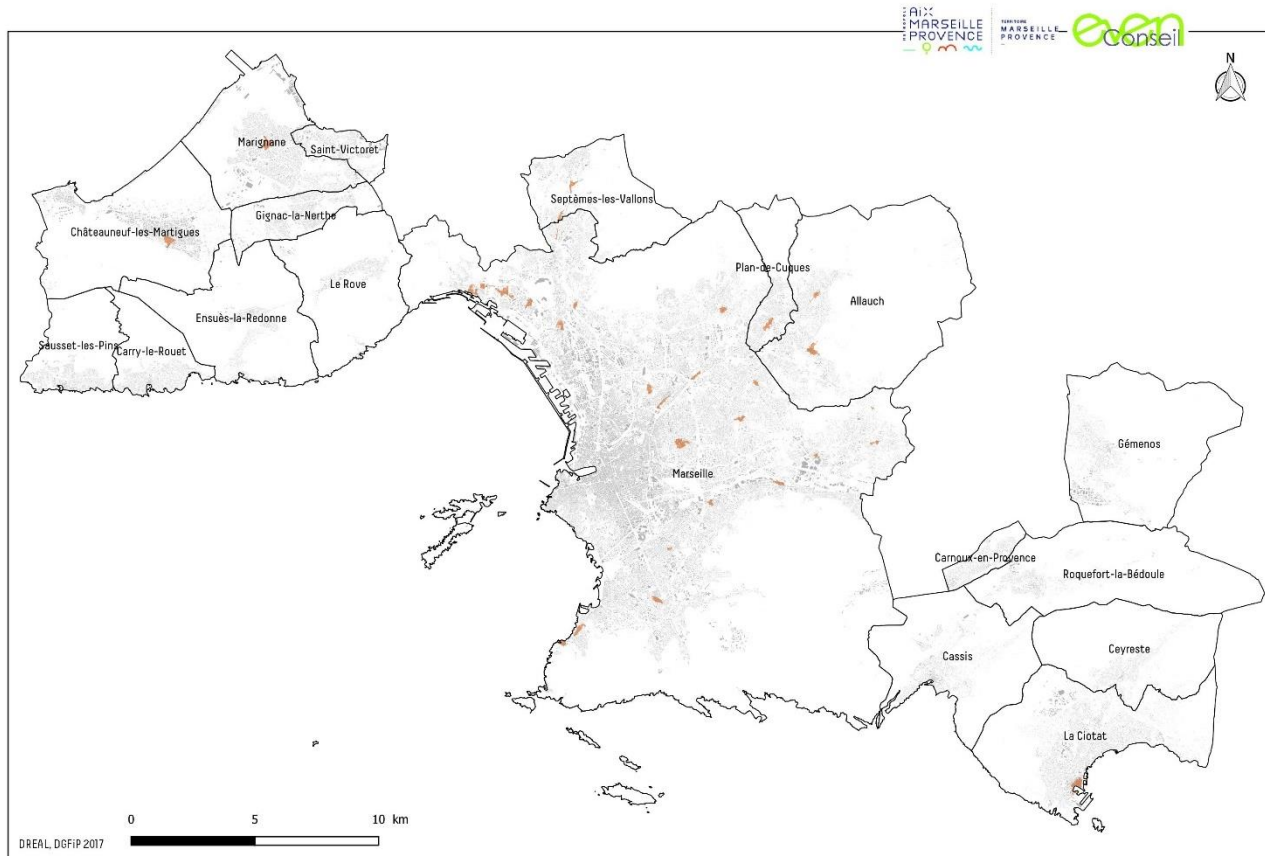 AiX
MARSEILLE
PROVENCE
TERRITOIRE
MARSEILLE
PROVENCE
even
Conseil
N
Marignane
Saint-Victoret
Septèmes-les-Vallons
Gignac-la-Nerthe
Châteauneuf-les-Martigues
Plan-de-Cuques
Le Rove
Allauch
Ensuès-la-Redonne
Sausset-les-Pins
Carry-le-Rouet
Gémenos
Marseille
Carnoux-en-Provence
Roquefort-la-Bédoule
Cassis
Ceyreste
La Ciotat
0 5 10 km
DREAL, DGFiP 2017